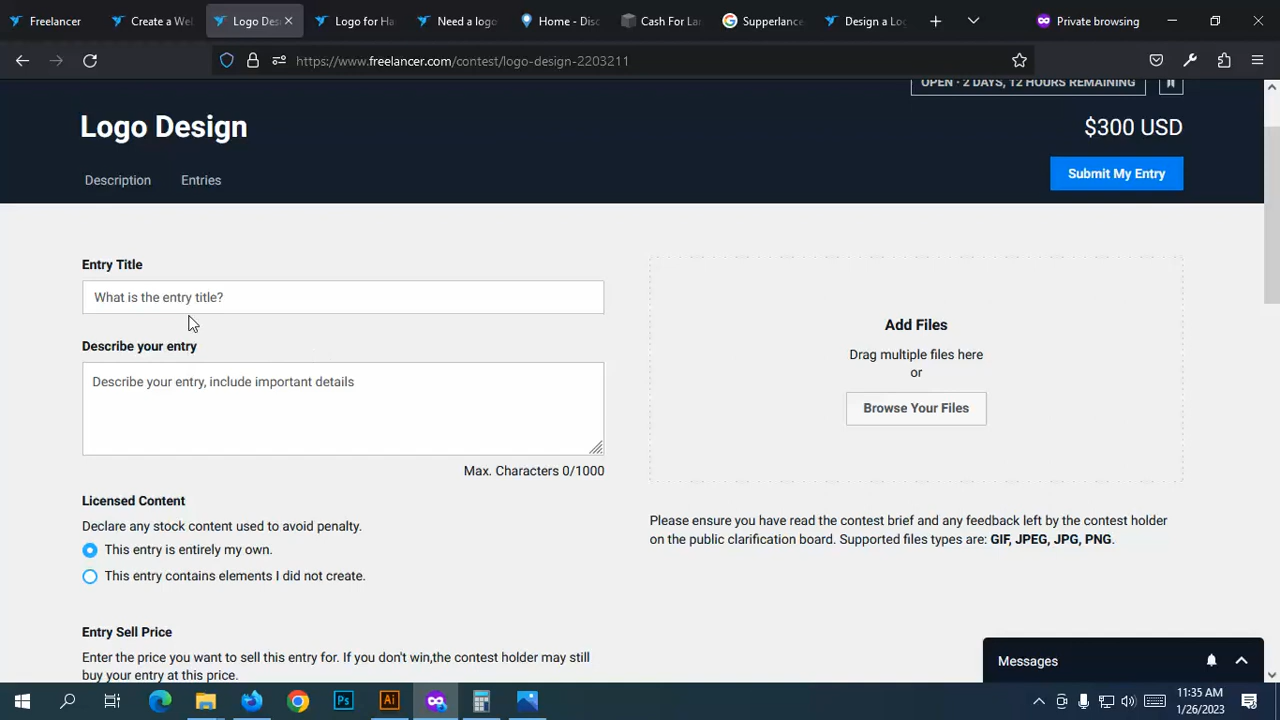 Freelancer
Create a Wel
Logo Desi
Logo for Ha
Need a logo
Home - Disc
Cash For Lan
Supperlance
Design a Lo
Private browsing
https://www.freelancer.com/contest/logo-design-2203211
OPEN · 2 DAYS, 12 HOURS REMAINING
Logo Design
$300 USD
Description
Entries
Submit My Entry
Entry Title
What is the entry title?
Describe your entry
Describe your entry, include important details
Max. Characters 0/1000
Add Files
Drag multiple files here
or
Browse Your Files
Licensed Content
Declare any stock content used to avoid penalty.
This entry is entirely my own.
This entry contains elements I did not create.
Please ensure you have read the contest brief and any feedback left by the contest holder
on the public clarification board. Supported files types are: GIF, JPEG, JPG, PNG.
Entry Sell Price
Enter the price you want to sell this entry for. If you don't win,the contest holder may still
buy your entry at this price.
Messages
Ps
Ai
11:35 AM
1/26/2023